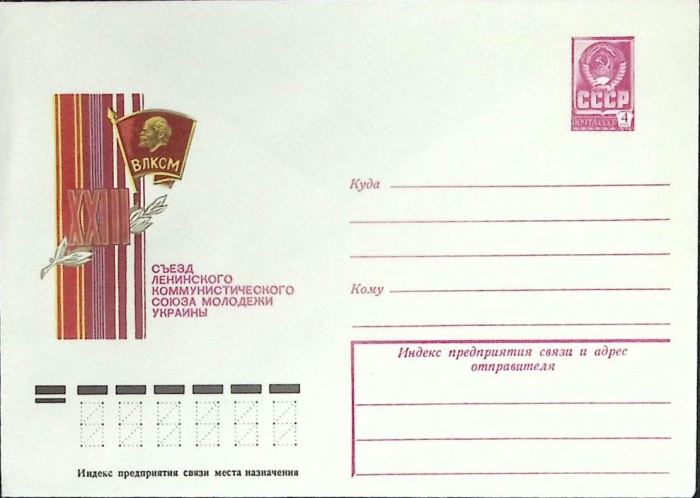 СССР
ПОЧТА СССР 4
ВЛКСМ
XXIII
СЪЕЗД
ЛЕНИНСКОГО
КОММУНИСТИЧЕСКОГО
СОЮЗА МОЛОДЕЖИ
УКРАИНЫ
Куда
Кому
Индекс предприятия связи и адрес
отправителя
Индекс предприятия связи места назначения